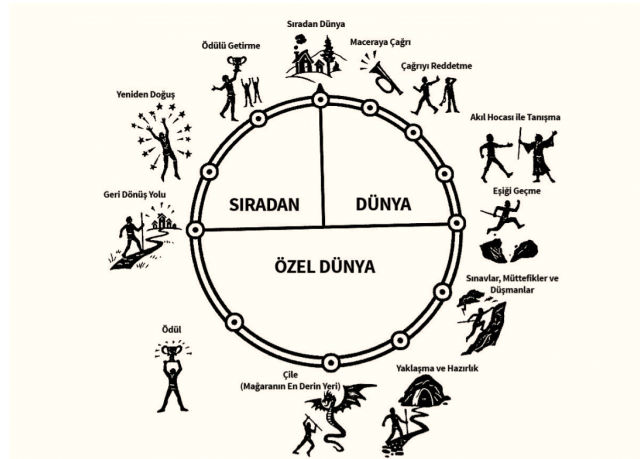 Sıradan Dünya
Maceraya Çağrı
Çağrıyı Reddetme
Akıl Hocası ile Tanışma
Eşiği Geçme
Sınavlar, Müttefikler ve
Düşmanlar
Yaklaşma ve Hazırlık
Çile
(Mağaranın En Derin Yeri)
Ödül
Geri Dönüş Yolu
Yeniden Doğuş
Ödülü Getirme
SIRADAN
DÜNYA
ÖZEL DÜNYA